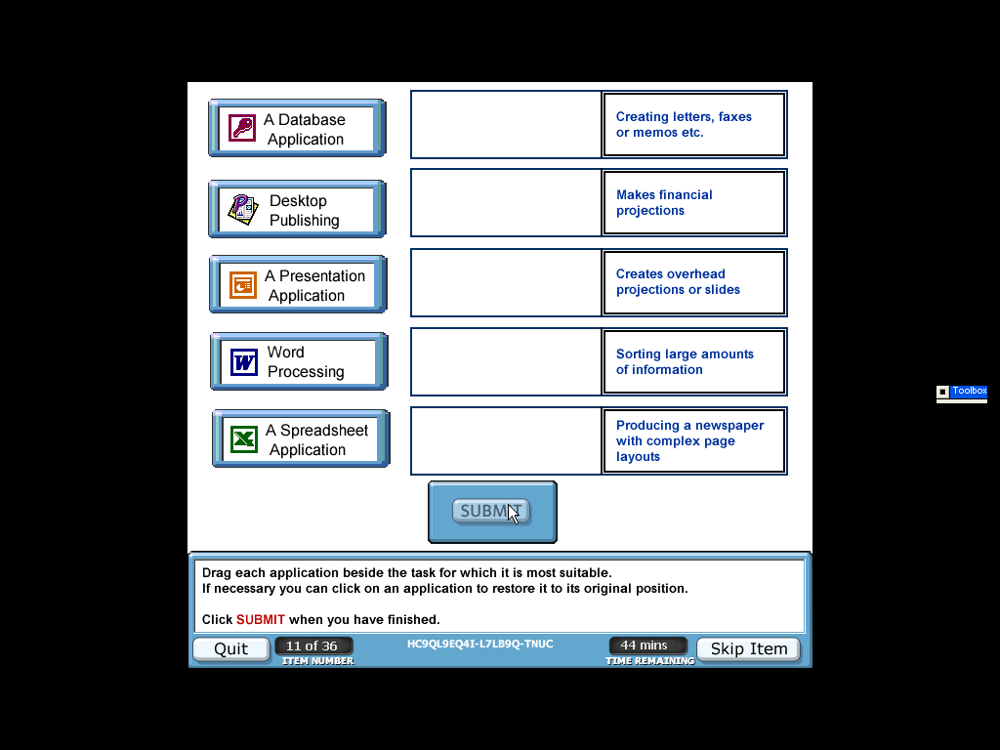 A Database
Application
Creating letters, faxes
or memos etc.
Desktop
Publishing
Makes financial
projections
A Presentation
Application
Creates overhead
projections or slides
Word
Processing
Sorting large amounts
of information
A Spreadsheet
Application
Producing a newspaper
with complex page
layouts
Toolbox
SUBMIT
Drag each application beside the task for which it is most suitable.
If necessary you can click on an application to restore it to its original position.
Click SUBMIT when you have finished.
Quit
11 of 36
ITEM NUMBER
HC9QL9EQ4I-L7LB9Q-TNUC
44 mins
TIME REMAINING
Skip Item